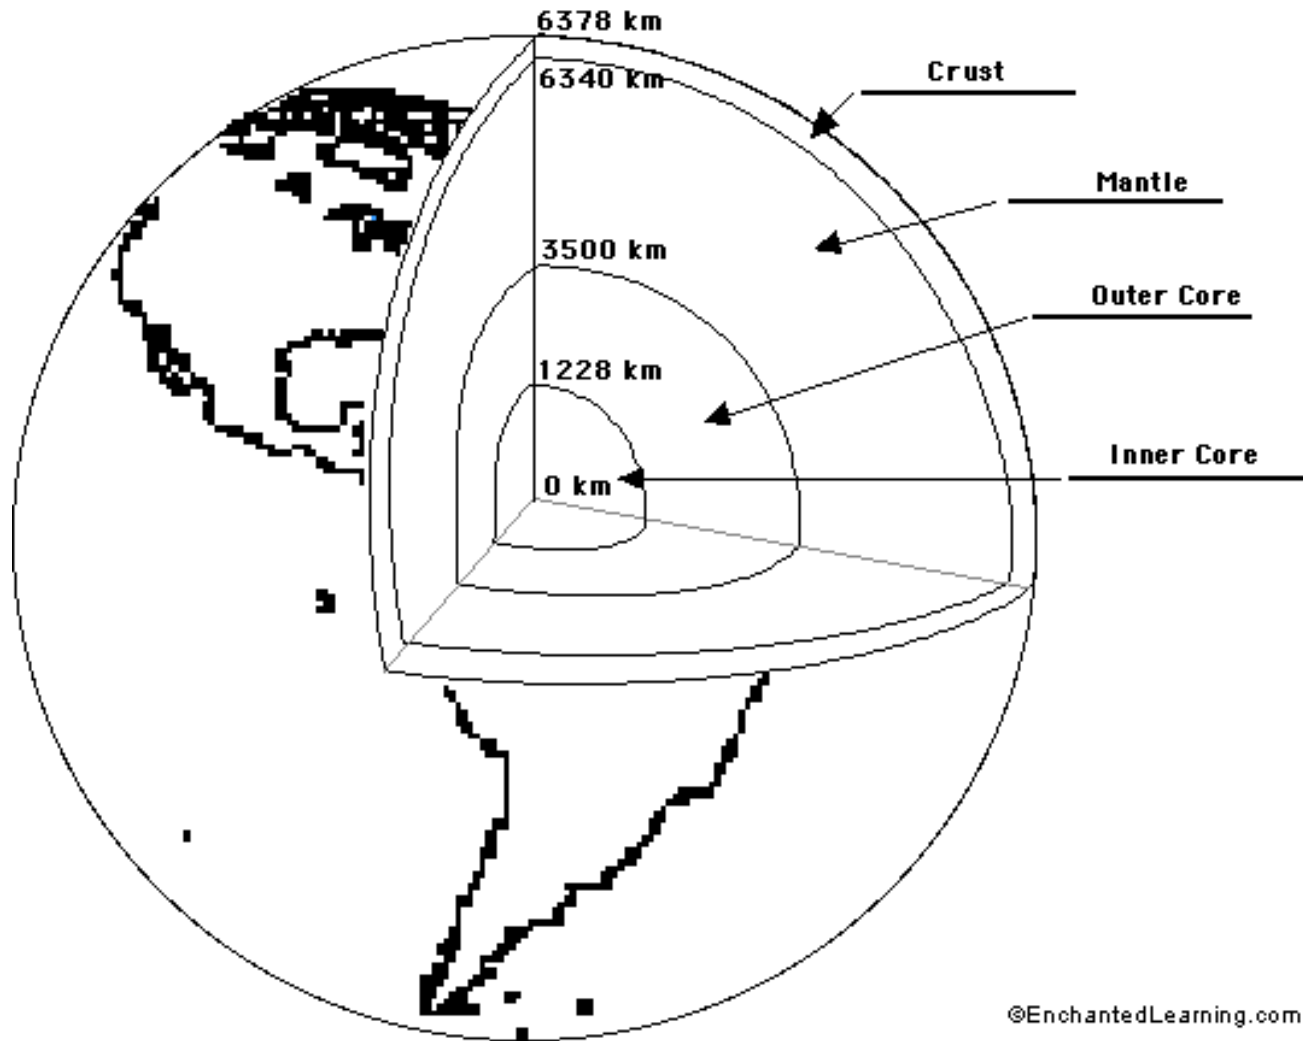 6378 km
Crust
6340 km
Mantle
3500 km
Outer Core
1228 km
Inner Core
0 km
©EnchantedLearning.com